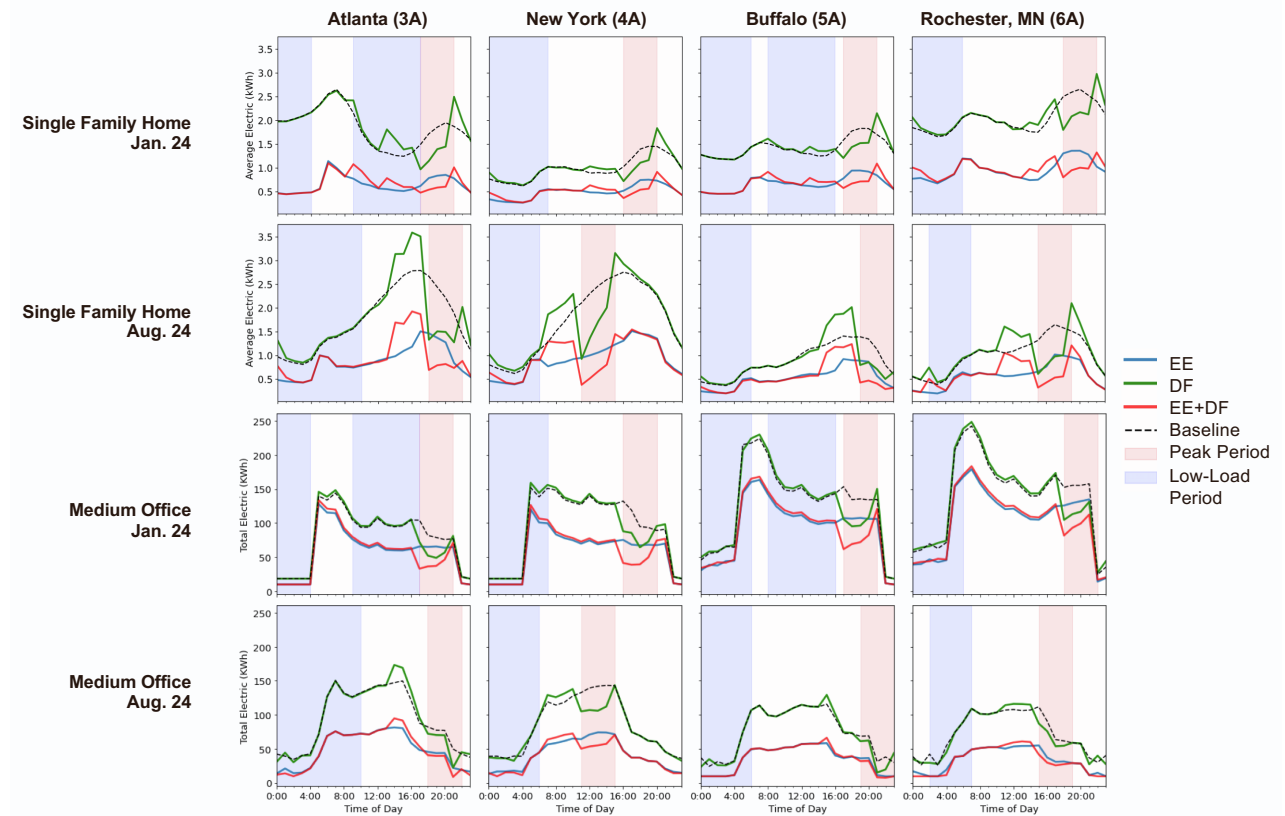 Atlanta (3A) New York (4A) Buffalo (5A) Rochester, MN (6A)
Single Family Home
Jan. 24
Average Electric (kWh)
3.5
3.0
2.5
2.0
1.5
1.0
0.5
Single Family Home
Aug. 24
Average Electric (kWh)
3.5
3.0
2.5
2.0
1.5
1.0
0.5
EE
DF
EE+DF
Baseline
Peak Period
Low-Load
Period
Medium Office
Jan. 24
Total Electric (KWh)
250
200
150
100
50
0
Medium Office
Aug. 24
Total Electric (KWh)
250
200
150
100
50
0
0:00 4:00 8:00 12:00 16:00 20:00 0:00 4:00 8:00 12:00 16:00 20:00 0:00 4:00 8:00 12:00 16:00 20:00 0:00 4:00 8:00 12:00 16:00 20:00
Time of Day Time of Day Time of Day Time of Day